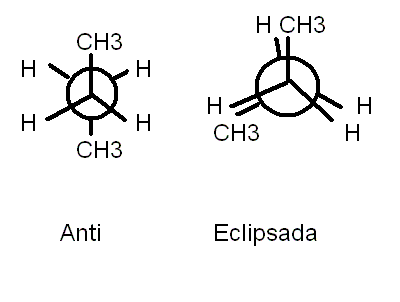 CH3
H H
H H
CH3
Anti
H CH3
H H
CH3 H
Eclipsada